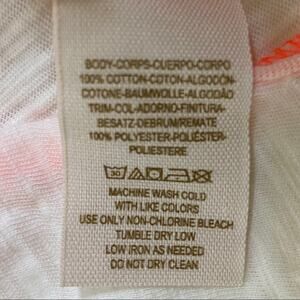 BODY-CORPS-CUERPO-CORPO
100% COTTON-COTON-ALGODÓN-
COTONE-BAUMWOLLE-ALGODÃO
TRIM-COL-ADORNO-FINITURA-
BESATZ-DEBRUM/REMATE
100% POLYESTER-POLIÉSTER-
POLIESTERE
30
MACHINE WASH COLD
WITH LIKE COLORS
USE ONLY NON-CHLORINE BLEACH
TUMBLE DRY LOW
LOW IRON AS NEEDED
DO NOT DRY CLEAN